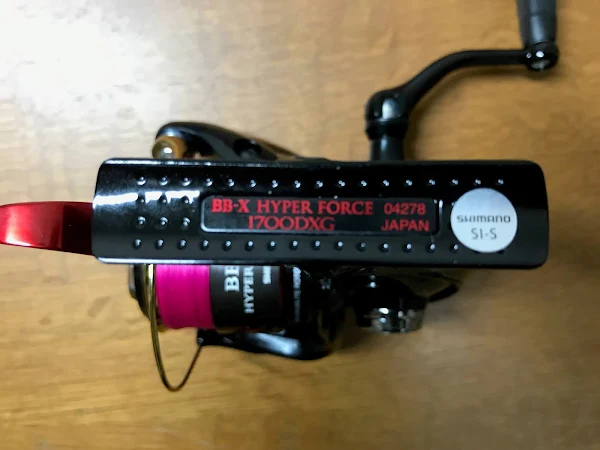 BB-X HYPER FORCE 04278
1700DXG JAPAN
SHIMANO
SI-S
BB
HYPER